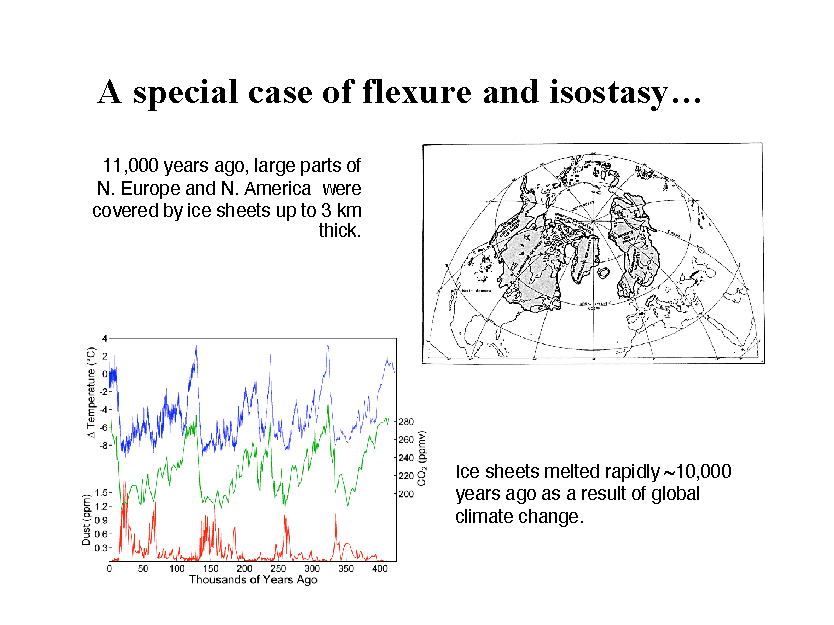 A special case of flexure and isostasy…
11,000 years ago, large parts of
N. Europe and N. America were
covered by ice sheets up to 3 km
thick.
4
2
0
-2
-4
-6
-8
Δ Temperature (°C)
280
260
240
220
200
CO2 (ppmv)
1.5
1.2
0.9
0.6
0.3
Dust (ppm)
0 50 100 150 200 250 300 350 400
Thousands of Years Ago
Ice sheets melted rapidly ~10,000
years ago as a result of global
climate change.